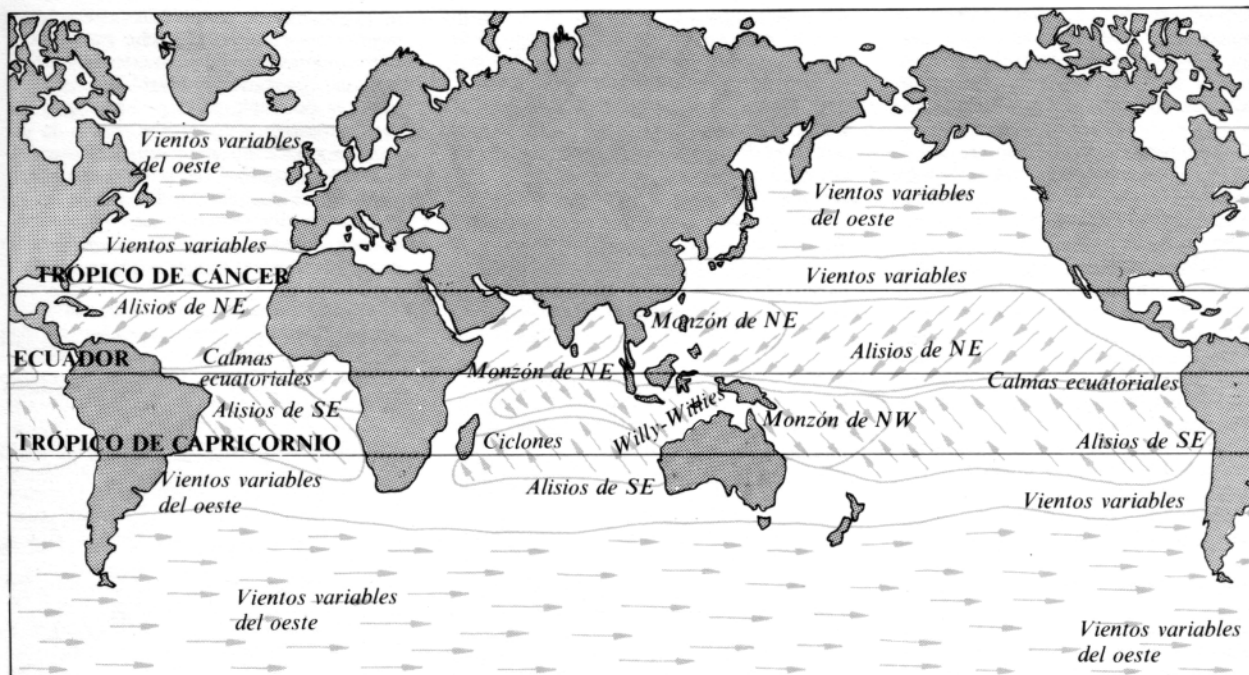 Vientos variables
del oeste
Vientos variables
del oeste
Vientos variables
TRÓPICO DE CÁNCER
Vientos variables
Alisios de NE
Monzón de NE
ECUADOR
Calmas
ecuatoriales
Monzón de NE
Alisios de NE
Calmas ecuatoriales
Alisios de SE
Willy-Willies
Monzón de NW
TRÓPICO DE CAPRICORNIO
Ciclones
Alisios de SE
Vientos variables
del oeste
Alisios de SE
Vientos variables
Vientos variables
del oeste
Vientos variables
del oeste